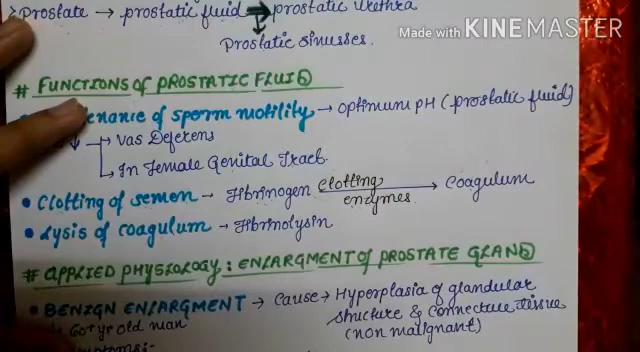 Prostate → prostatic fluid → prostatic urethra
Made with KINEMASTER
Prostatic sinusses.
# FUNCTIONS of PROSTATIC FLUID
enance of sperm motility → optimum pH (prostatic fluid)
→ Vas Deferens
→ In Female Genital Track.
• Clotting of semen → Fibrinogen clotting enzymes → Coagulum
• Lysis of coagulum → Fibrinolysin
# APPLIED PHYSIOLOGY: ENLARGMENT of PROSTATE GLAND
• BENIGN ENLARGMENT → cause → Hyperplasia of glandular
structure & connective tissue
60 yr old man (non malignant)